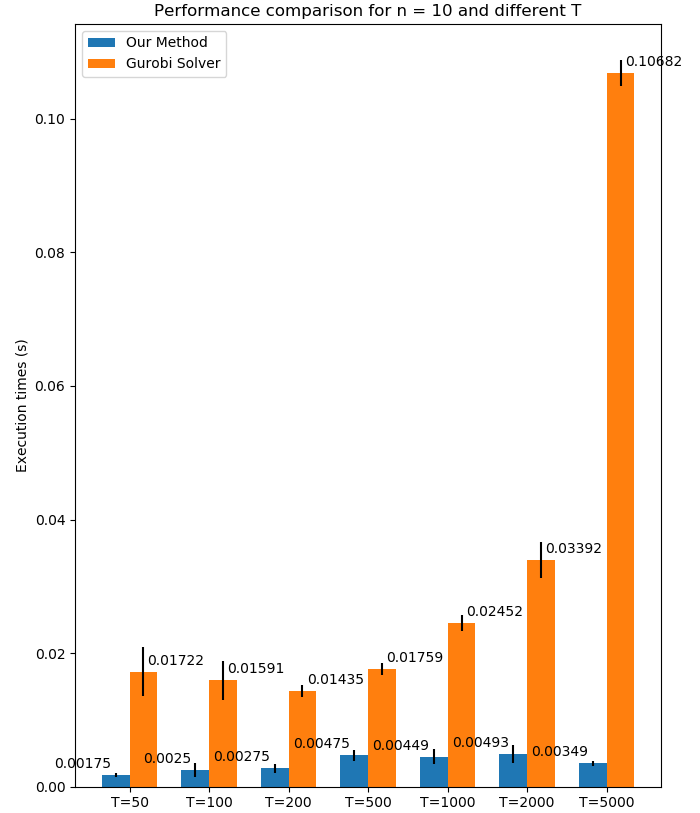 Performance comparison for n = 10 and different T
Our Method
Gurobi Solver
Execution times (s)
0.10
0.08
0.06
0.04
0.02
0.00
0.00175
0.0025
0.00275
0.00475
0.00449
0.00493
0.00349
0.01722
0.01591
0.01435
0.01759
0.02452
0.03392
0.10682
T=50
T=100
T=200
T=500
T=1000
T=2000
T=5000